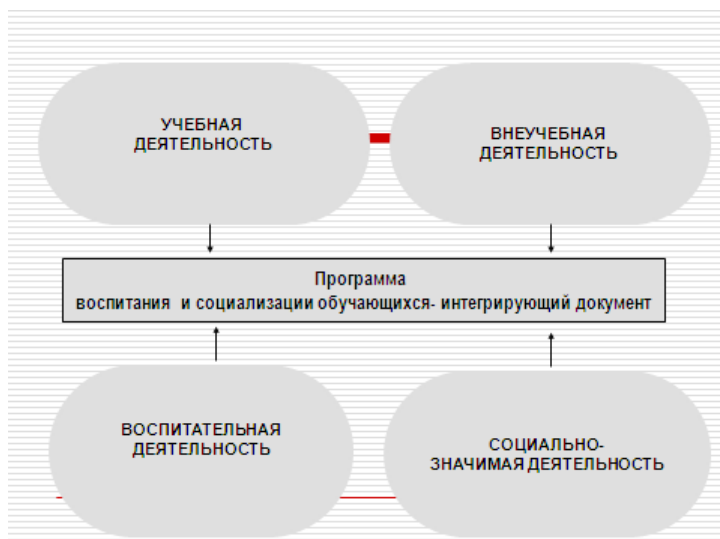 УЧЕБНАЯ
ДЕЯТЕЛЬНОСТЬ
ВНЕУЧЕБНАЯ
ДЕЯТЕЛЬНОСТЬ
Программа
воспитания и социализации обучающихся- интегрирующий документ
ВОСПИТАТЕЛЬНАЯ
ДЕЯТЕЛЬНОСТЬ
СОЦИАЛЬНО-
ЗНАЧИМАЯ ДЕЯТЕЛЬНОСТЬ